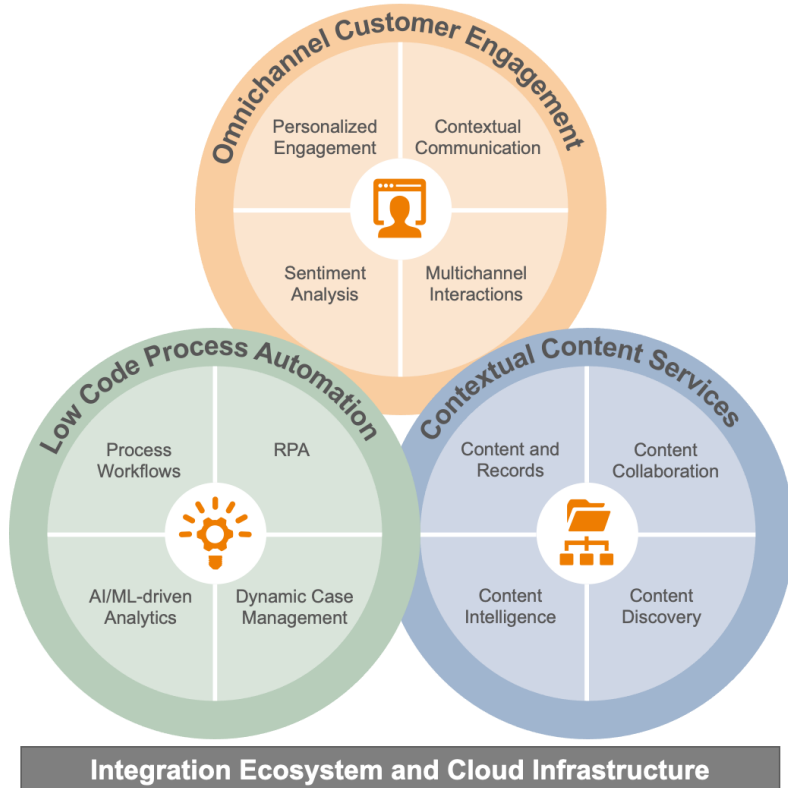 Omnichannel Customer Engagement
Personalized
Engagement
Contextual
Communication
Sentiment
Analysis
Multichannel
Interactions
Low Code Process Automation
Process
Workflows
RPA
AI/ML-driven
Analytics
Dynamic Case
Management
Contextual Content Services
Content and
Records
Content
Collaboration
Content
Intelligence
Content
Discovery
Integration Ecosystem and Cloud Infrastructure